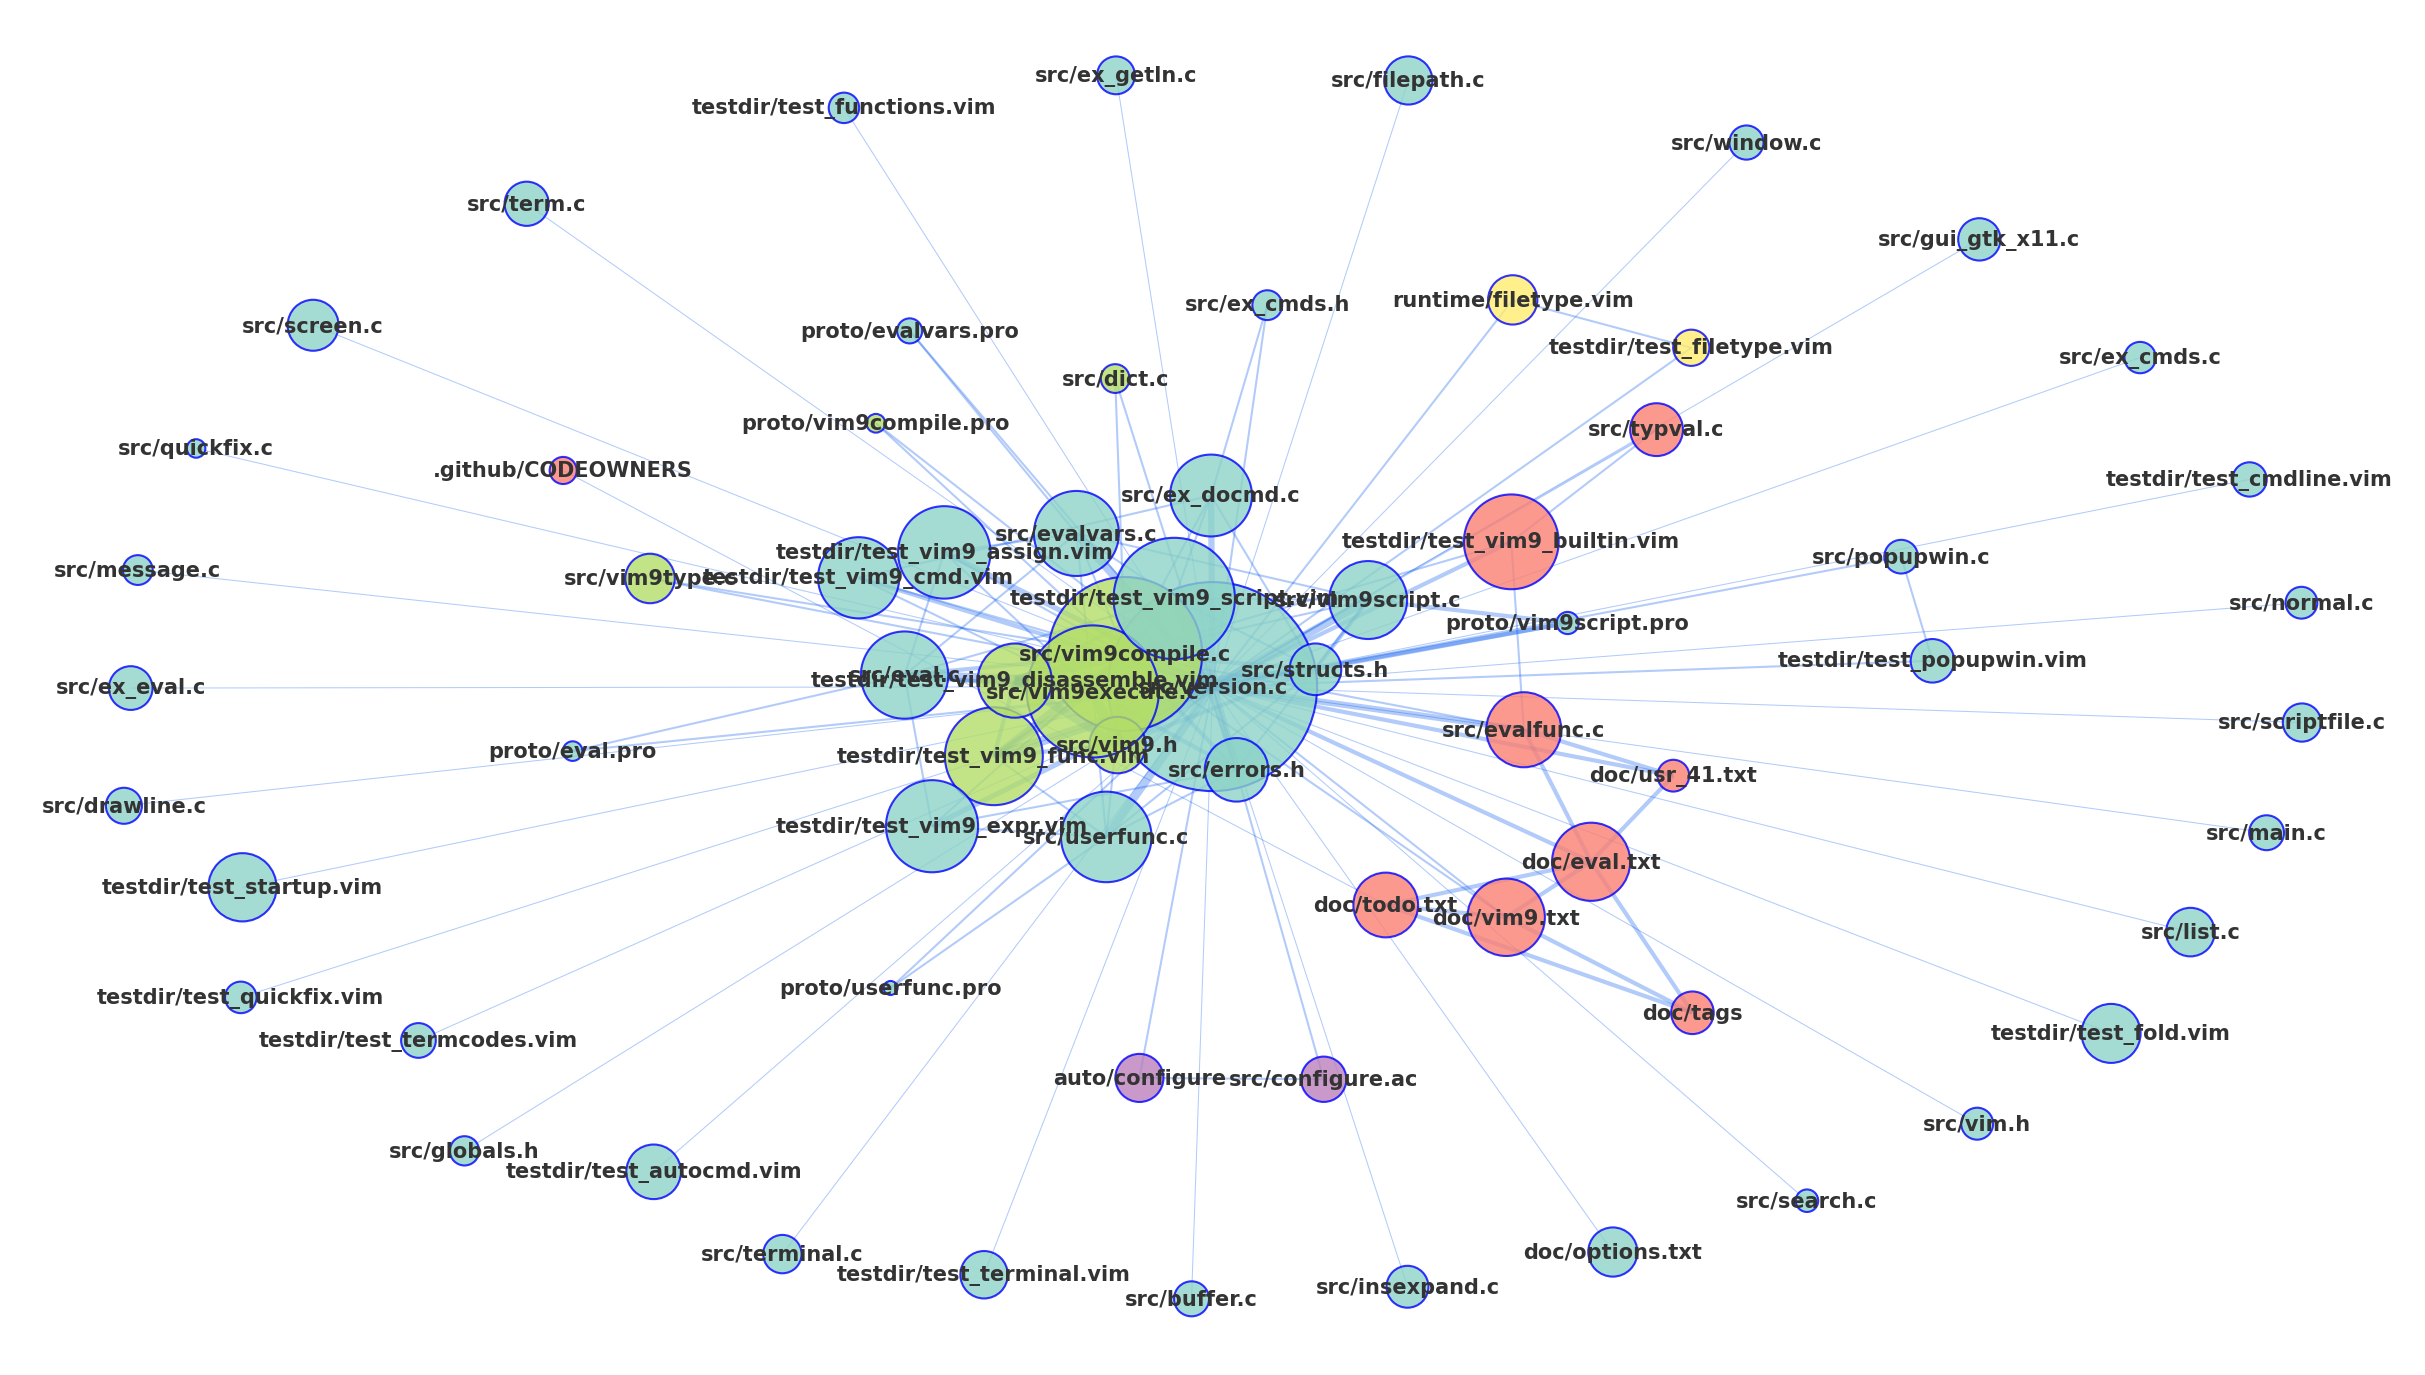 src/ex_getln.c
src/filepath.c
testdir/test_functions.vim
src/window.c
src/term.c
src/gui_gtk_x11.c
runtime/filetype.vim
src/ex_cmds.h
src/screen.c
proto/evalvars.pro
testdir/test_filetype.vim
src/ex_cmds.c
src/dict.c
proto/vim9compile.pro
src/typval.c
src/quickfix.c
.github/CODEOWNERS
testdir/test_cmdline.vim
src/ex_docmd.c
src/evalvars.c
testdir/test_vim9_builtin.vim
testdir/test_vim9_assign.vim
src/popupwin.c
src/message.c
src/vim9type.c
testdir/test_vim9_cmd.vim
testdir/test_vim9_script.vim
src/vim9script.c
src/normal.c
proto/vim9script.pro
src/vim9compile.c
testdir/test_popupwin.vim
src/structs.h
src/eval.c
testdir/test_vim9_disassemble.vim
src/ex_eval.c
src/version.c
src/vim9execute.c
src/scriptfile.c
src/evalfunc.c
src/vim9.h
proto/eval.pro
testdir/test_vim9_func.vim
src/errors.h
doc/usr_41.txt
src/drawline.c
testdir/test_vim9_expr.vim
src/userfunc.c
src/main.c
doc/eval.txt
testdir/test_startup.vim
doc/todo.txt
doc/vim9.txt
src/list.c
proto/userfunc.pro
testdir/test_quickfix.vim
doc/tags
testdir/test_fold.vim
testdir/test_termcodes.vim
auto/configure
src/configure.ac
src/vim.h
src/globals.h
testdir/test_autocmd.vim
src/search.c
src/terminal.c
doc/options.txt
testdir/test_terminal.vim
src/insexpand.c
src/buffer.c